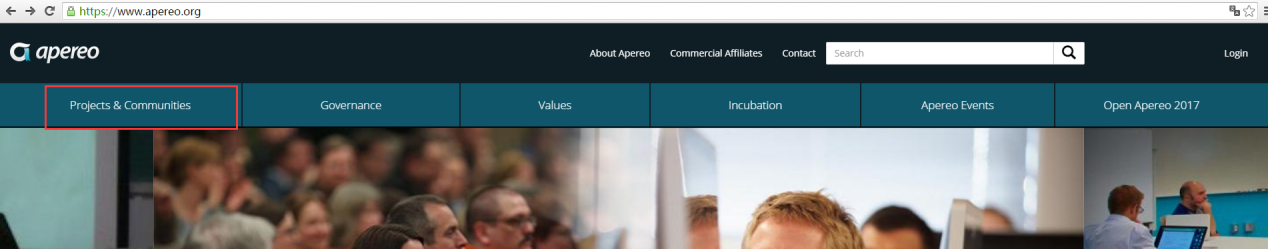 https://www.apereo.org
apereo
About Apereo Commercial Affiliates Contact Search Login
Projects & Communities Governance Values Incubation Apereo Events Open Apereo 2017